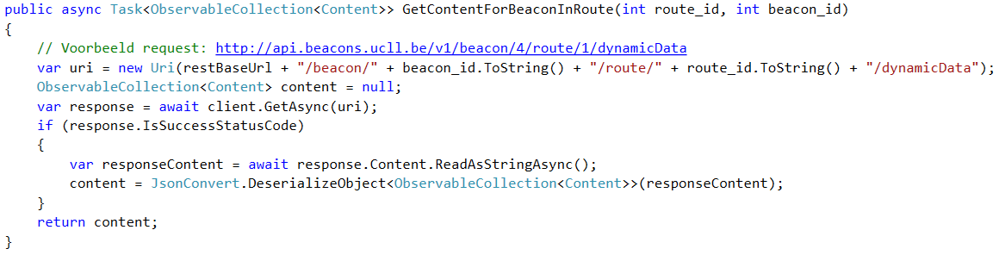 public async Task<ObservableCollection<Content>> GetContentForBeaconInRoute(int route_id, int beacon_id)
{
// Voorbeeld request: http://api.beacons.ucll.be/v1/beacon/4/route/1/dynamicData
var uri = new Uri(restBaseUrl + "/beacon/" + beacon_id.ToString() + "/route/" + route_id.ToString() + "/dynamicData");
ObservableCollection<Content> content = null;
var response = await client.GetAsync(uri);
if (response.IsSuccessStatusCode)
{
var responseContent = await response.Content.ReadAsStringAsync();
content = JsonConvert.DeserializeObject<ObservableCollection<Content>>(responseContent);
}
return content;
}